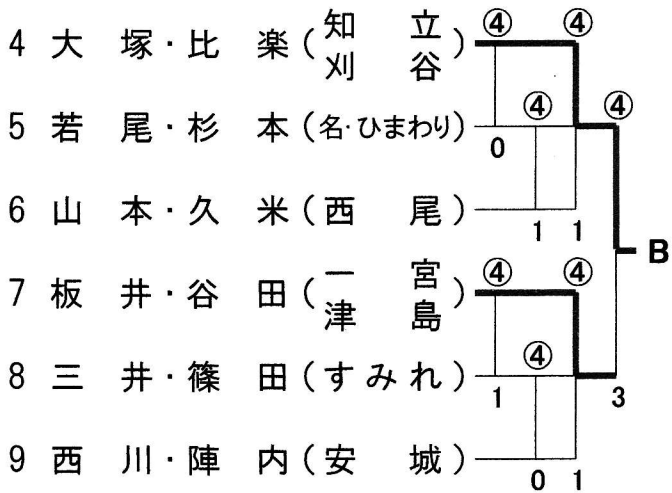 ④ ④
4 大塚・比楽(知立 刈谷)
④ ④
5 若尾・杉本(名・ひまわり)
0
6 山本・久米(西尾)
1 1
B
④ ④
7 板井・谷田(一宮 津島)
④
8 三井・篠田(すみれ)
1 3
9 西川・陣内(安城)
0 1